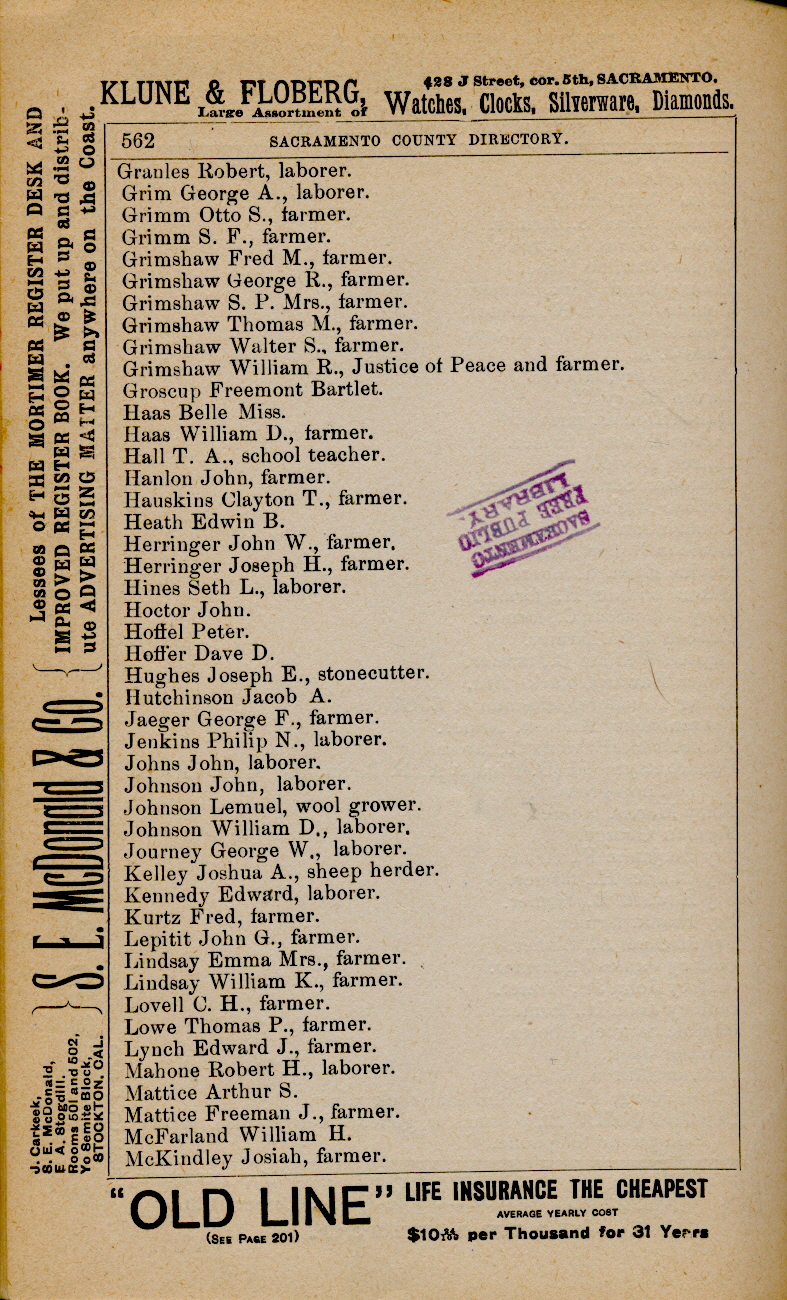 KLUNE & FLOBERG, 428 J Street, cor. 5th, SACRAMENTO.
Large Assortment of Watches, Clocks, Silverware, Diamonds.
562 SACRAMENTO COUNTY DIRECTORY.
Granles Robert, laborer.
Grim George A., laborer.
Grimm Otto S., farmer.
Grimm S. F., farmer.
Grimshaw Fred M., farmer.
Grimshaw George R., farmer.
Grimshaw S. P. Mrs., farmer.
Grimshaw Thomas M., farmer.
Grimshaw Walter S., farmer.
Grimshaw William R., Justice of Peace and farmer.
Groscup Freemont Bartlet.
Haas Belle Miss.
Haas William D., farmer.
Hall T. A., school teacher.
Hanlon John, farmer.
Hauskins Clayton T., farmer.
Heath Edwin B.
Herringer John W., farmer.
Herringer Joseph H., farmer.
Hines Seth L., laborer.
Hoctor John.
Hoffel Peter.
Hoffer Dave D.
Hughes Joseph E., stonecutter.
Hutchinson Jacob A.
Jaeger George F., farmer.
Jenkins Philip N., laborer.
Johns John, laborer.
Johnson John, laborer.
Johnson Lemuel, wool grower.
Johnson William D., laborer.
Journey George W., laborer.
Kelley Joshua A., sheep herder.
Kennedy Edward, laborer.
Kurtz Fred, farmer.
Lepitit John G., farmer.
Lindsay Emma Mrs., farmer.
Lindsay William K., farmer.
Lovell C. H., farmer.
Lowe Thomas P., farmer.
Lynch Edward J., farmer.
Mahone Robert H., laborer.
Mattice Arthur S.
Mattice Freeman J., farmer.
McFarland William H.
McKindley Josiah, farmer.
SACRAMENTO
FREE PUBLIC
LIBRARY.
J. Carkeek,
S. E. McDonald,
E. A. Stogdill.
Rooms 501 and 502,
Yo Semite Block,
STOCKTON, CAL.
S. E. McDonald & Co.
Lessees of THE MORTIMER REGISTER DESK AND
IMPROVED REGISTER BOOK. We put up and distrib-
ute ADVERTISING MATTER anywhere on the Coast.
"OLD LINE" LIFE INSURANCE THE CHEAPEST
(SEE PAGE 201)
AVERAGE YEARLY COST
per Thousand for 31 Years